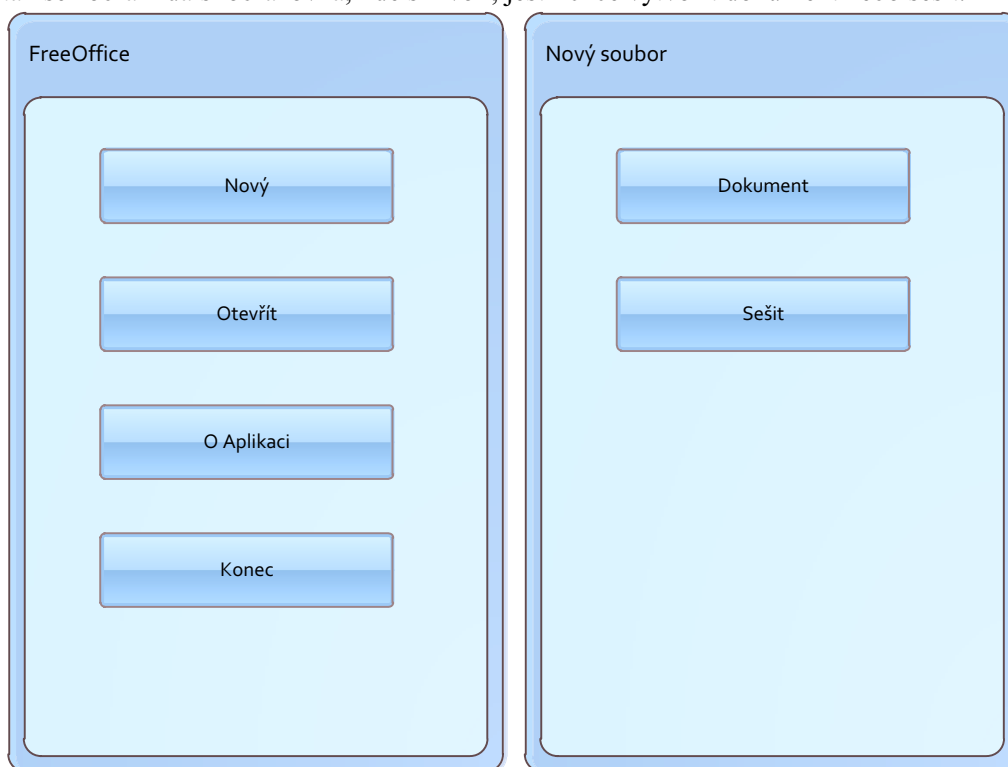 FreeOffice
Nový
Otevřít
O Aplikaci
Konec
Nový soubor
Dokument
Sešit